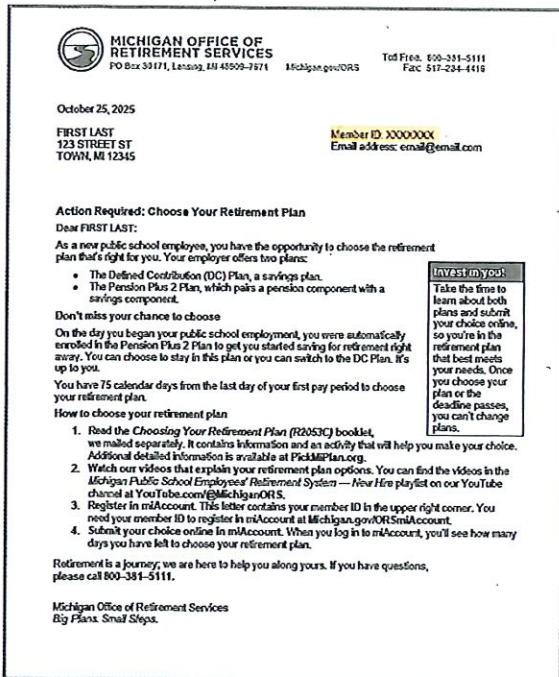 MICHIGAN OFFICE OF
RETIREMENT SERVICES
PO Box 30171, Lansing, MI 48909-7671 Michigan.gov/ORS
Toll Free: 800-381-5111
Fax: 517-284-4416
October 25, 2025
FIRST LAST
123 STREET ST
TOWN, MI 12345
Member ID: XXXXXXXX
Email address: email@email.com
Action Required: Choose Your Retirement Plan
Dear FIRST LAST:
As a new public school employee, you have the opportunity to choose the retirement
plan that's right for you. Your employer offers two plans:
• The Defined Contribution (DC) Plan, a savings plan.
• The Pension Plus 2 Plan, which pairs a pension component with a
savings component.
Don't miss your chance to choose
On the day you began your public school employment, you were automatically
enrolled in the Pension Plus 2 Plan to get you started saving for retirement right
away. You can choose to stay in this plan or you can switch to the DC Plan. It's
up to you.
You have 75 calendar days from the last day of your first pay period to choose
your retirement plan.
Invest in you!
Take the time to
learn about both
plans and submit
your choice online,
so you're in the
retirement plan
that best meets
your needs. Once
you choose your
plan or the
deadline passes,
you can't change
plans.
How to choose your retirement plan
1. Read the Choosing Your Retirement Plan (R2053C) booklet,
we mailed separately. It contains information and an activity that will help you make your choice.
Additional detailed information is available at PickMiPlan.org.
2. Watch our videos that explain your retirement plan options. You can find the videos in the
Michigan Public School Employees' Retirement System — New Hire playlist on our YouTube
channel at YouTube.com/@MichiganORS.
3. Register in miAccount. This letter contains your member ID in the upper right corner. You
need your member ID to register in miAccount at Michigan.gov/ORSmiAccount.
4. Submit your choice online in miAccount. When you log in to miAccount, you'll see how many
days you have left to choose your retirement plan.
Retirement is a journey; we are here to help you along yours. If you have questions,
please call 800-381-5111.
Michigan Office of Retirement Services
Big Plans. Small Steps.